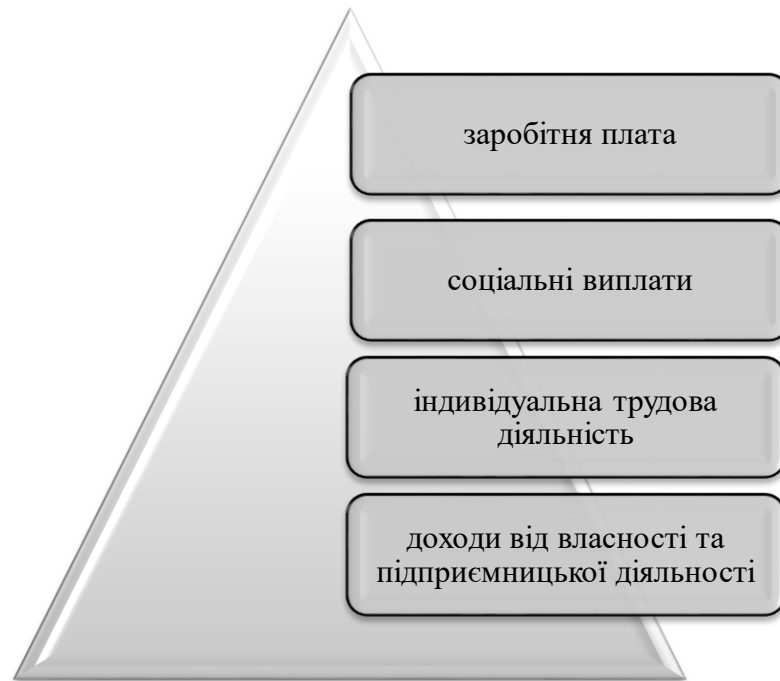 заробітня плата
соціальні виплати
індивідуальна трудова
діяльність
доходи від власності та
підприємницької діяльності